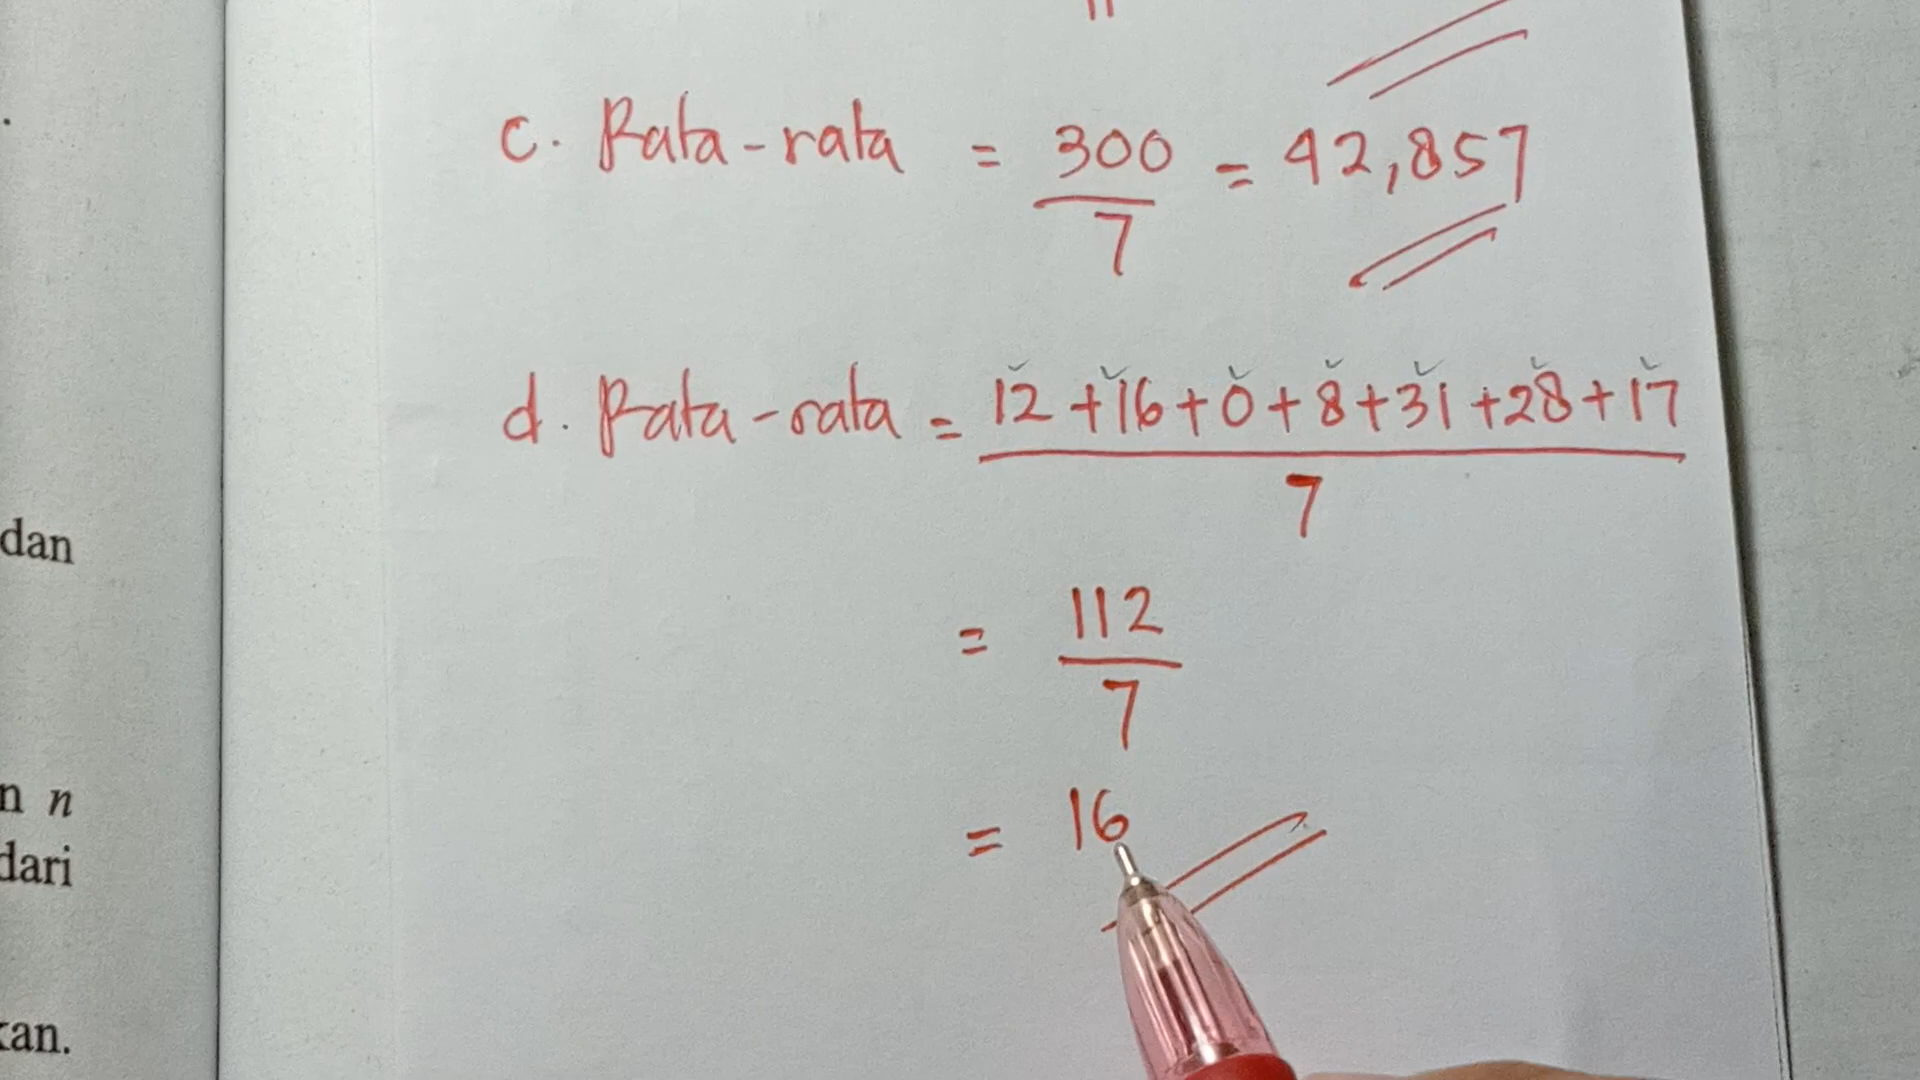 c. Rata-rata = 300/7 = 42,857
d. Rata-rata = 12+16+0+8+31+28+17/7
= 112/7
= 16
dan
n n
dari
kan.